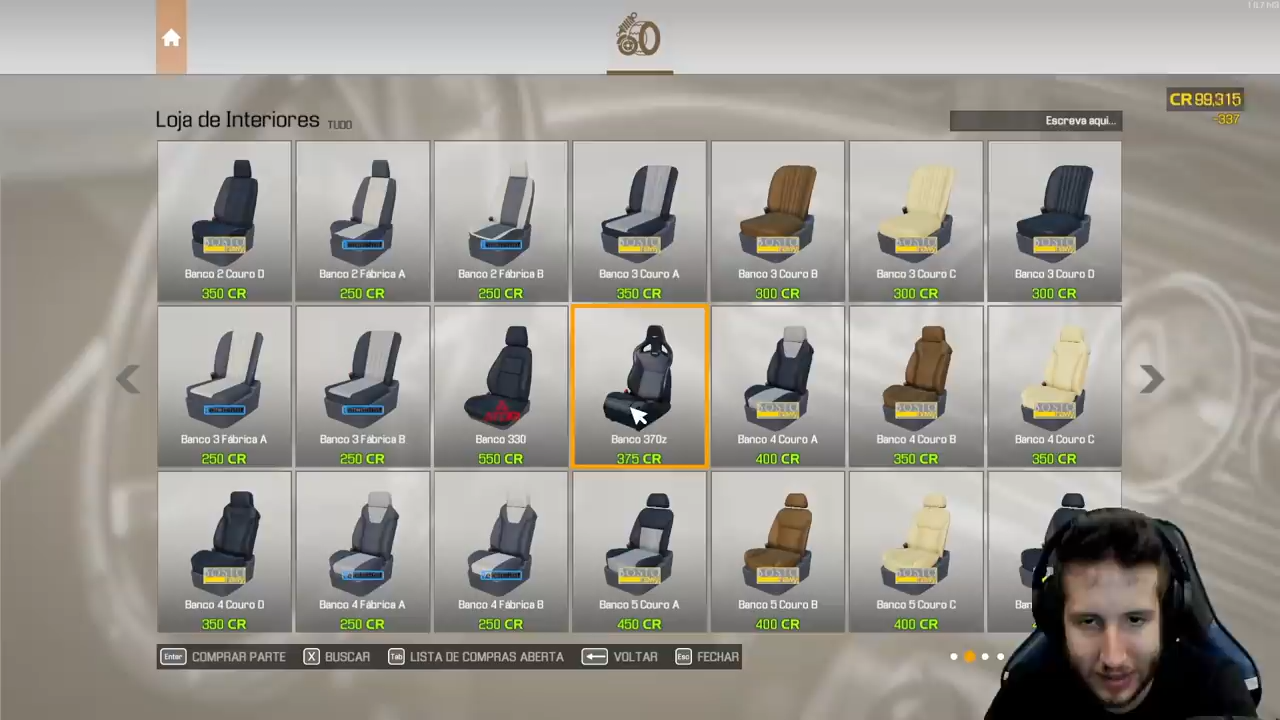 CR 99,315
-337
Loja de Interiores TUDO
Escreva aqui...
Banco 2 Couro D
Banco 2 Fábrica A
Banco 2 Fábrica B
Banco 3 Couro A
Banco 3 Couro B
Banco 3 Couro C
Banco 3 Couro D
350 CR
250 CR
250 CR
350 CR
300 CR
300 CR
300 CR
Banco 3 Fábrica A
Banco 3 Fábrica B
Banco 330
Banco 370z
Banco 4 Couro A
Banco 4 Couro B
Banco 4 Couro C
250 CR
250 CR
550 CR
375 CR
400 CR
350 CR
350 CR
Banco 4 Couro D
Banco 4 Fábrica A
Banco 4 Fábrica B
Banco 5 Couro A
Banco 5 Couro B
Banco 5 Couro C
350 CR
250 CR
250 CR
450 CR
400 CR
400 CR
Enter COMPRAR PARTE
X BUSCAR
Tab LISTA DE COMPRAS ABERTA
VOLTAR
Esc FECHAR